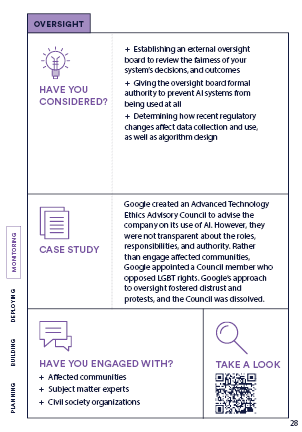 OVERSIGHT
HAVE YOU
CONSIDERED?
+ Establishing an external oversight
board to review the fairness of your
system's decisions, and outcomes
+ Giving the oversight board formal
authority to prevent AI systems from
being used at all
+ Determining how recent regulatory
changes affect data collection and use,
as well as algorithm design
CASE STUDY
Google created an Advanced Technology
Ethics Advisory Council to advise the
company on its use of AI. However, they
were not transparent about the roles,
responsibilities, and authority. Rather
than engage affected communities,
Google appointed a Council member who
opposed LGBT rights. Google's approach
to oversight fostered distrust and
protests, and the Council was dissolved.
HAVE YOU ENGAGED WITH?
+ Affected communities
+ Subject matter experts
+ Civil society organizations
TAKE A LOOK
MONITORING
DEPLOYING
BUILDING
PLANNING
28